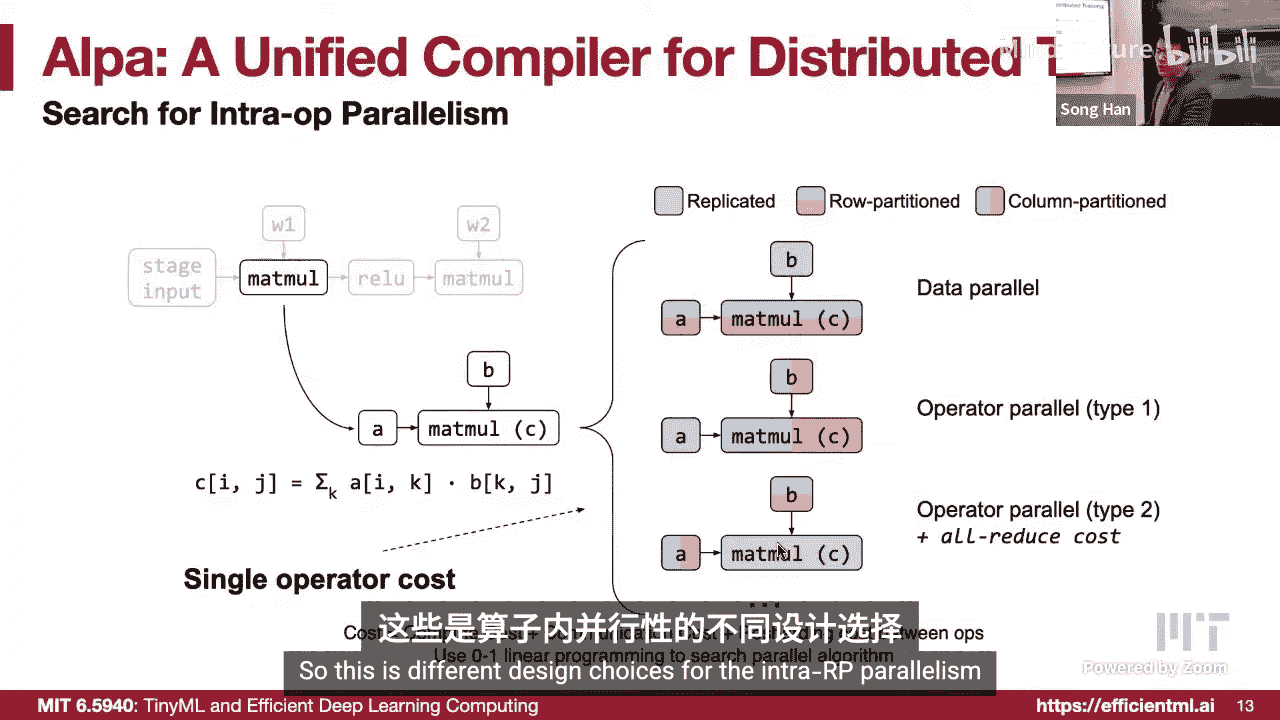 Alpa: A Unified Compiler for Distributed
Search for Intra-op Parallelism
bilibili
Song Han
Replicated
Row-partitioned
Column-partitioned
w1
w2
stage
input
matmul
relu
matmul
b
a
matmul (c)
c[i, j] = Σk a[i, k] · b[k, j]
Single operator cost
b
a
matmul (c)
Data parallel
b
a
matmul (c)
Operator parallel (type 1)
b
a
matmul (c)
Operator parallel (type 2)
+ all-reduce cost
...
这些是算子内并行性的不同设计选择
Use 0-1 linear programming to search parallel algorithm
So this is different design choices for the intra-RP parallelism
MIT
Powered by Zoom
MIT 6.5940: TinyML and Efficient Deep Learning Computing
https://efficientml.ai
13